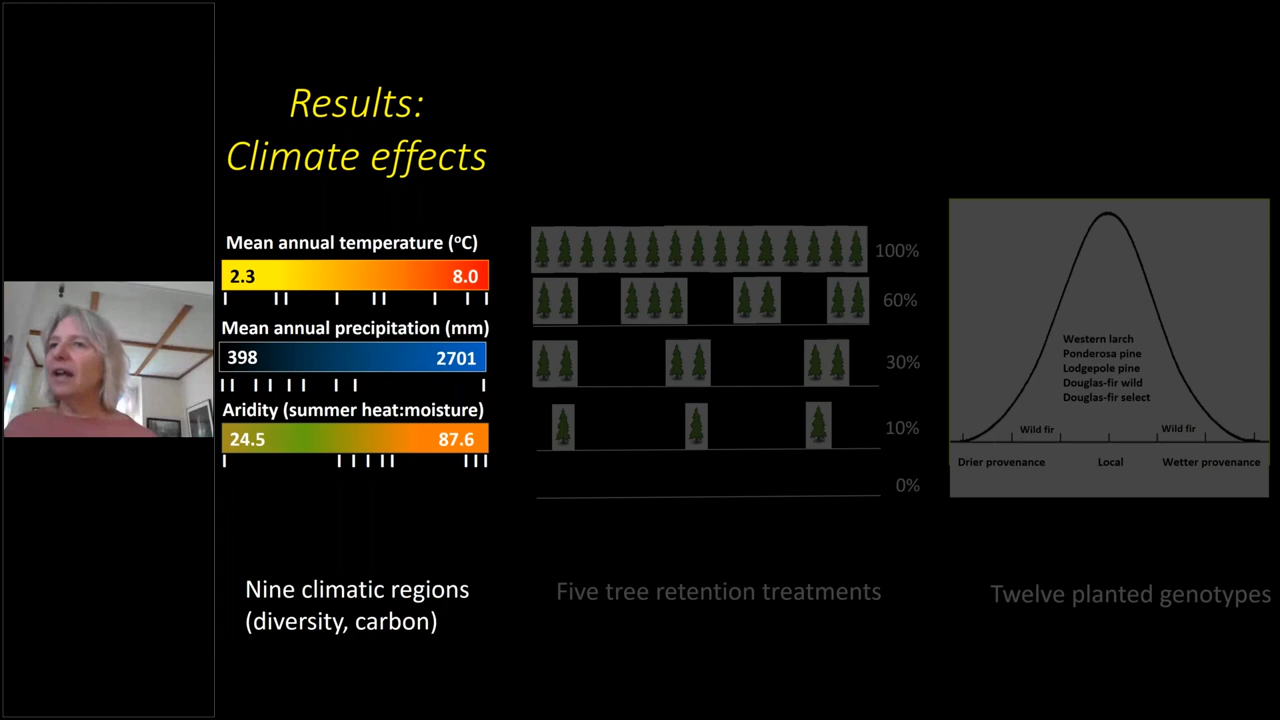 Results:
Climate effects
Mean annual temperature (ºC)
2.3 8.0
Mean annual precipitation (mm)
398 2701
Aridity (summer heat:moisture)
24.5 87.6
Nine climatic regions
(diversity, carbon)
100%
60%
30%
10%
0%
Five tree retention treatments
Western larch
Ponderosa pine
Lodgepole pine
Douglas-fir wild
Douglas-fir select
Wild fir Wild fir
Drier provenance Local Wetter provenance
Twelve planted genotypes